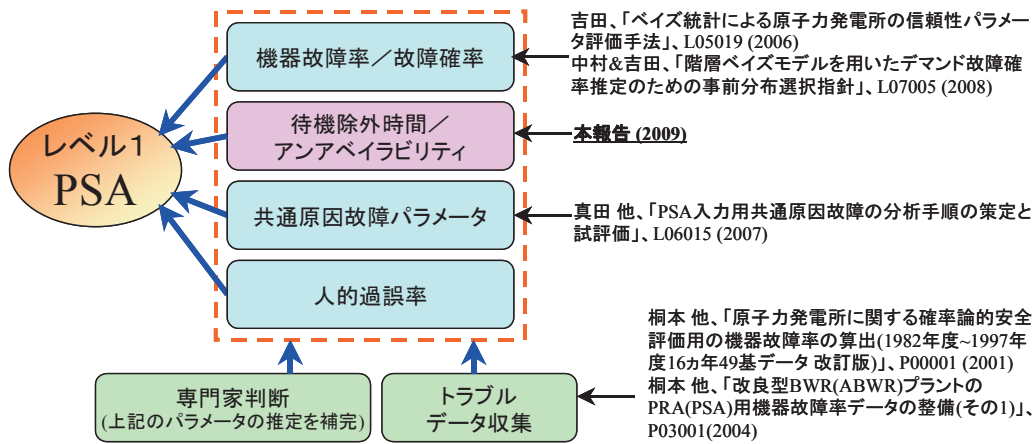 レベル1
PSA
機器故障率／故障確率
待機除外時間／
アンアベイラビリティ
共通原因故障パラメータ
人的過誤率
専門家判断
(上記のパラメータの推定を補完)
トラブル
データ収集
吉田、「ベイズ統計による原子力発電所の信頼性パラメ
ータ評価手法」、L05019 (2006)
中村&吉田、「階層ベイズモデルを用いたデマンド故障確
率推定のための事前分布選択指針」、L07005 (2008)
本報告 (2009)
真田 他、「PSA入力用共通原因故障の分析手順の策定と
試評価」、L06015 (2007)
桐本 他、「原子力発電所に関する確率論的安全
評価用の機器故障率の算出(1982年度~1997年
度16ヵ年49基データ 改訂版)」、P00001 (2001)
桐本 他、「改良型BWR(ABWR)プラントの
PRA(PSA)用機器故障率データの整備(その1)」、
P03001(2004)